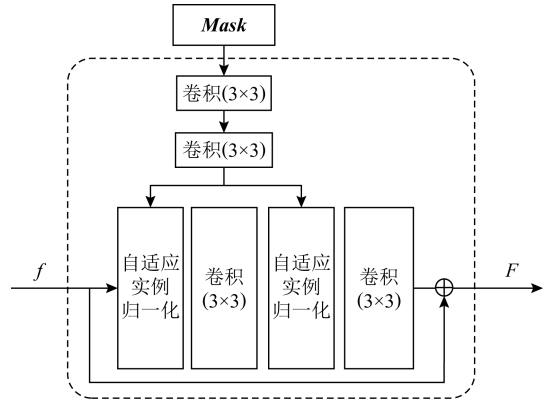 Mask
卷积(3×3)
卷积(3×3)
f
自适应
实例
归一化
卷积
(3×3)
自适应
实例
归一化
卷积
(3×3)
F